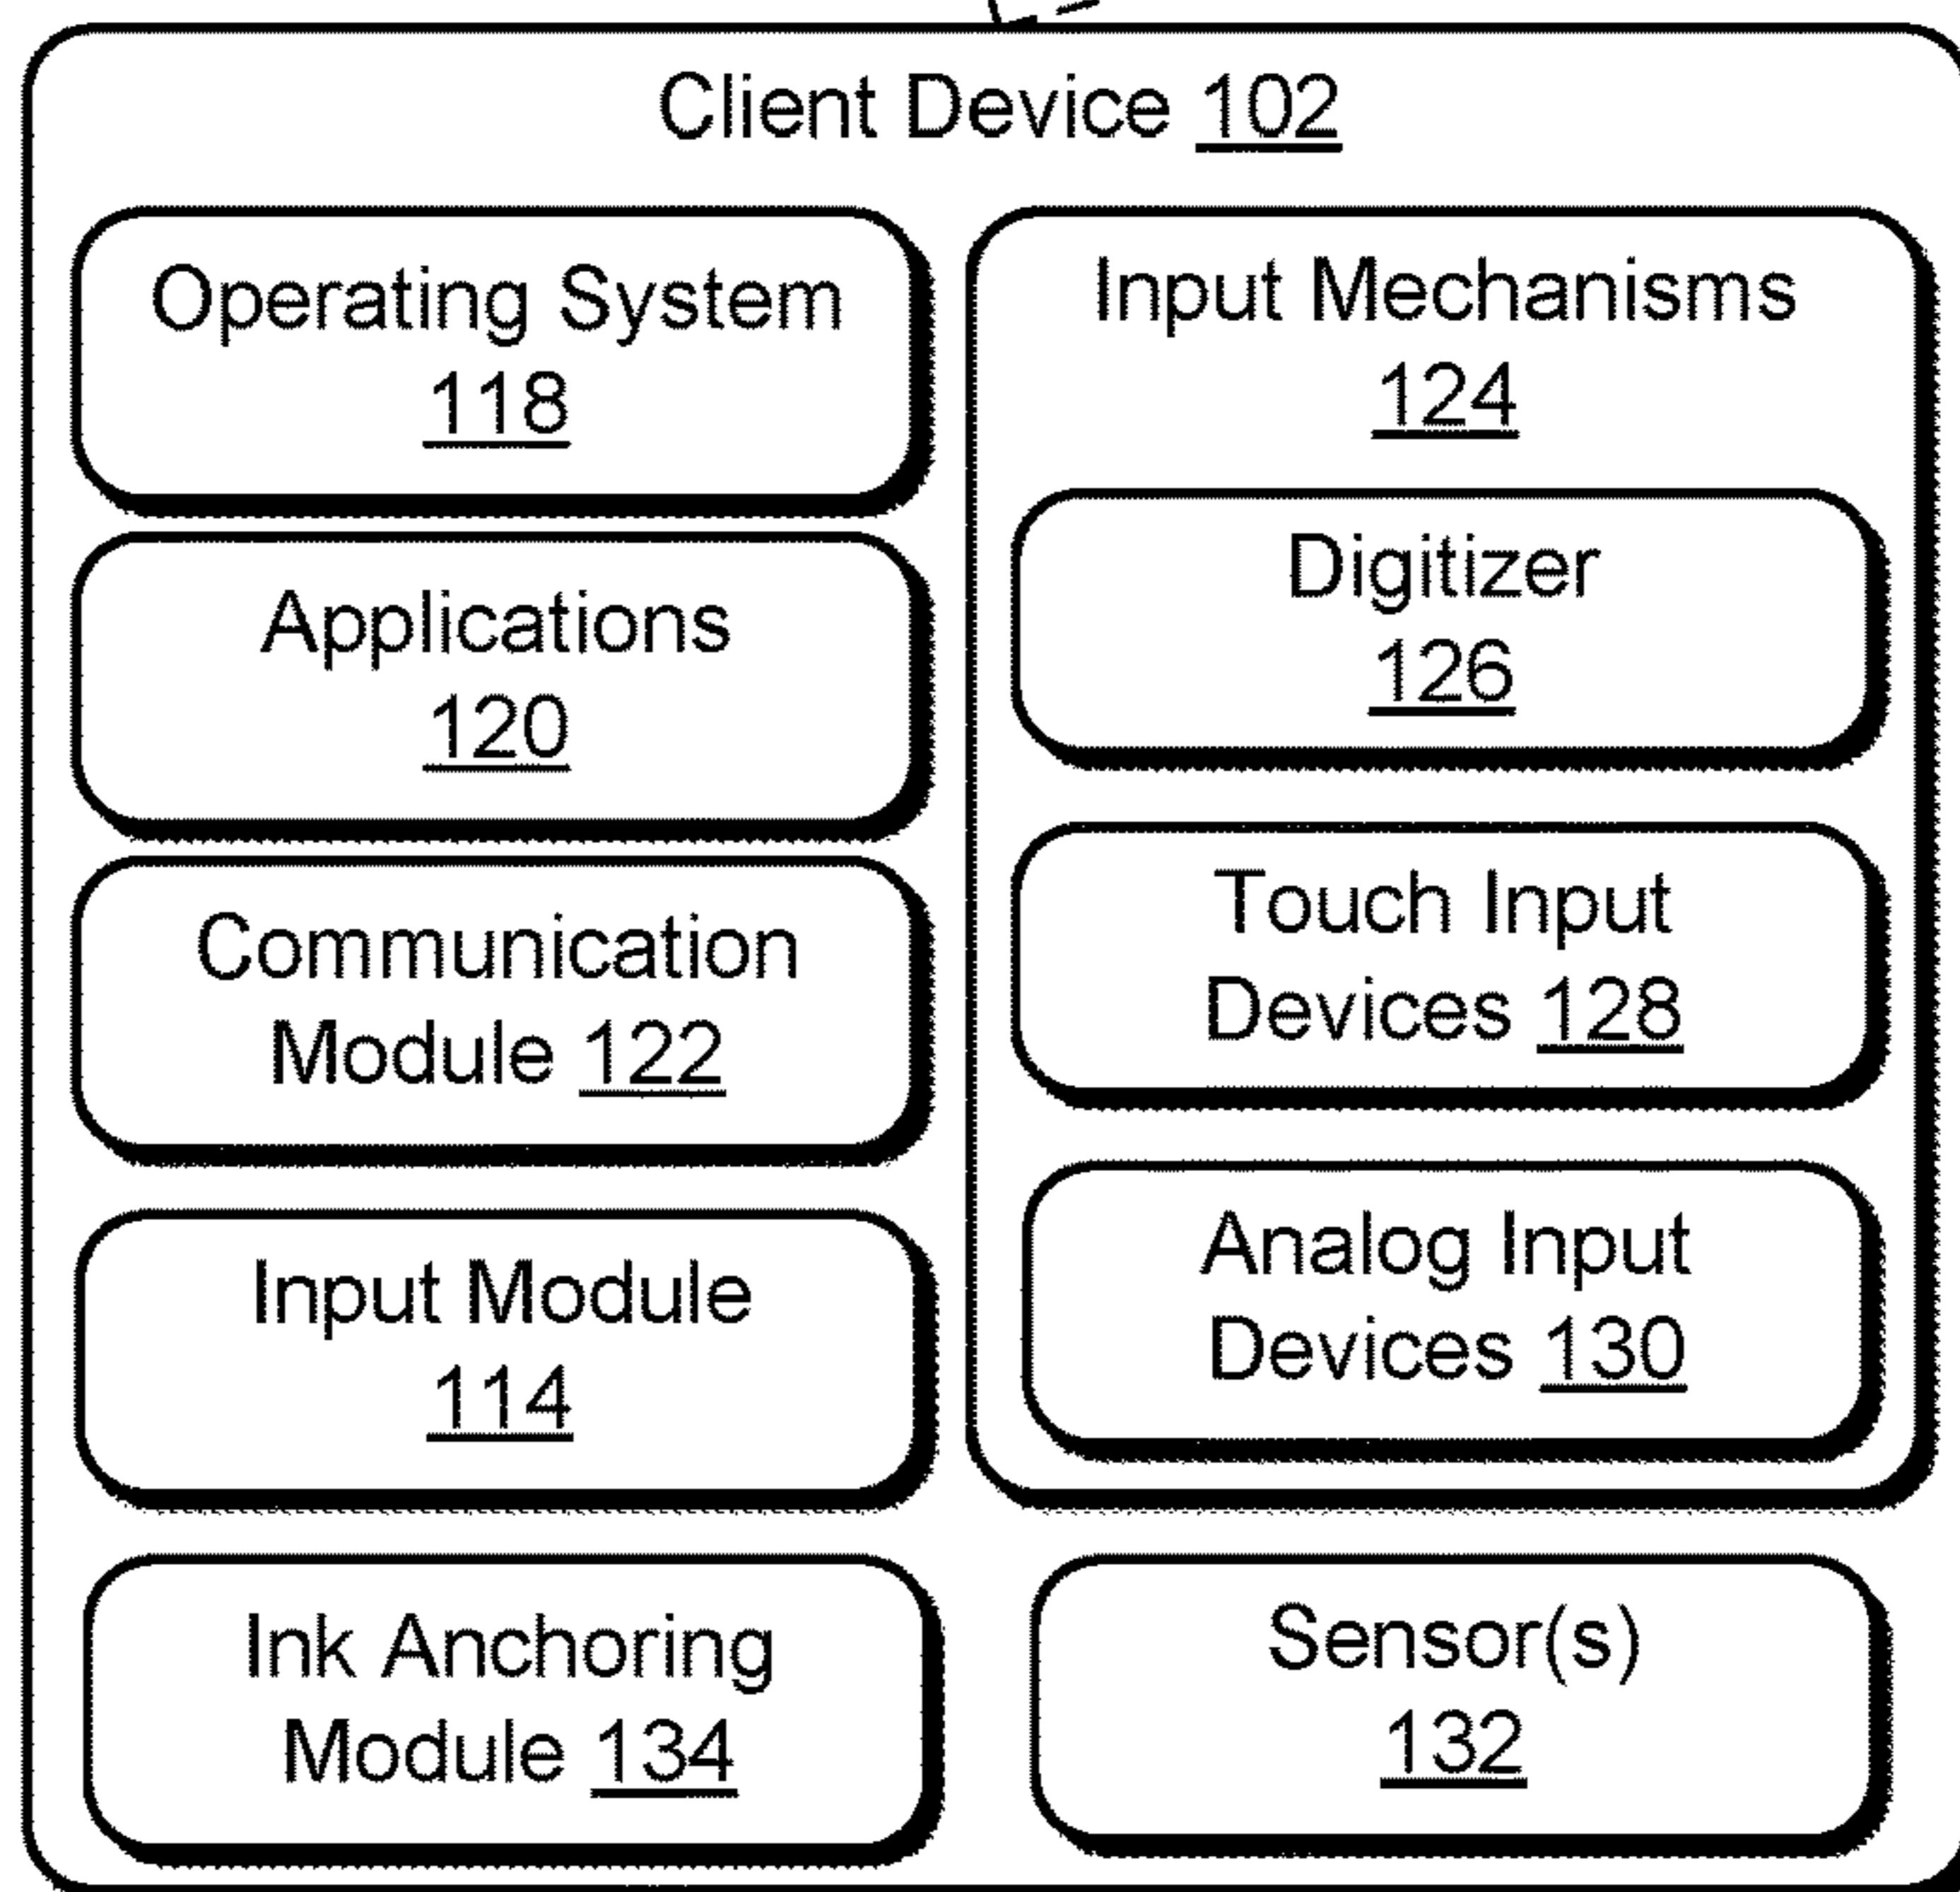 Client Device 102
Operating System
118
Applications
120
Communication
Module 122
Input Module
114
Ink Anchoring
Module 134
Input Mechanisms
124
Digitizer
126
Touch Input
Devices 128
Analog Input
Devices 130
Sensor(s)
132